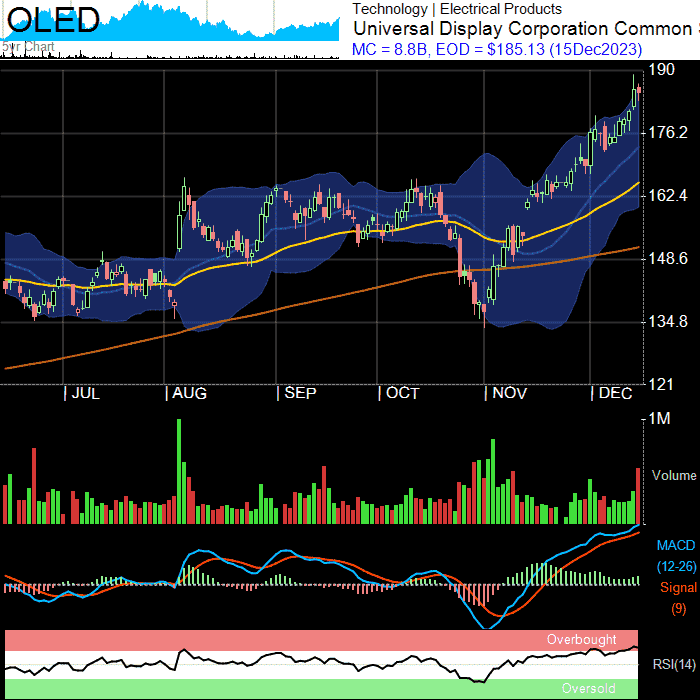 OLED
5yr Chart
Technology | Electrical Products
Universal Display Corporation Common
MC = 8.8B, EOD = $185.13 (15Dec2023)
190
176.2
162.4
148.6
134.8
121
JUL AUG SEP OCT NOV DEC
1M
Volume
MACD
(12-26)
Signal
(9)
Overbought
RSI(14)
Oversold